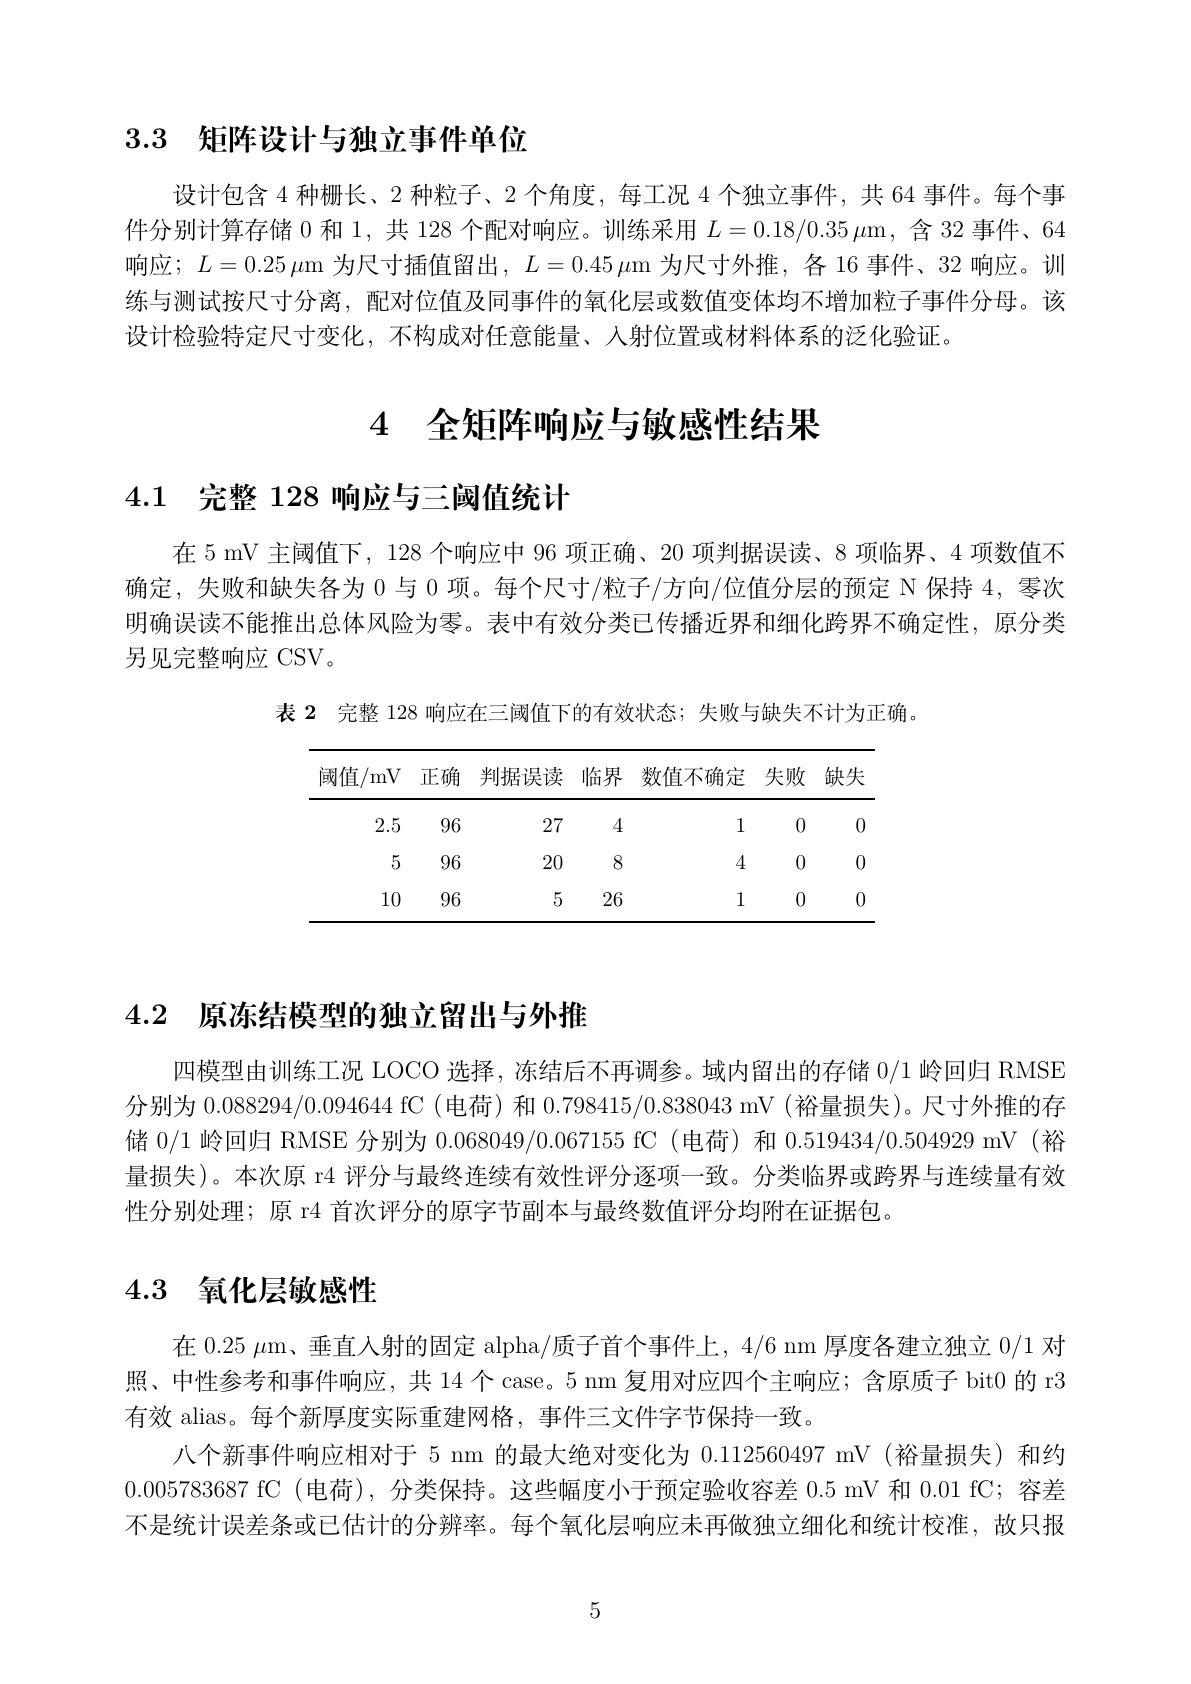 3.3 矩阵设计与独立事件单位
设计包含 4 种栅长、2 种粒子、2 个角度，每工况 4 个独立事件，共 64 事件。每个事
件分别计算存储 0 和 1，共 128 个配对响应。训练采用 L = 0.18/0.35 μm，含 32 事件、64
响应；L = 0.25 μm 为尺寸插值留出，L = 0.45 μm 为尺寸外推，各 16 事件、32 响应。训
练与测试按尺寸分离，配对位值及同事件的氧化层或数值变体均不增加粒子事件分母。该
设计检验特定尺寸变化，不构成对任意能量、入射位置或材料体系的泛化验证。
4 全矩阵响应与敏感性结果
4.1 完整 128 响应与三阈值统计
在 5 mV 主阈值下，128 个响应中 96 项正确、20 项判据误读、8 项临界、4 项数值不
确定，失败和缺失各为 0 与 0 项。每个尺寸/粒子/方向/位值分层的预定 N 保持 4，零次
明确误读不能推出总体风险为零。表中有效分类已传播近界和细化跨界不确定性，原分类
另见完整响应 CSV。
表 2 完整 128 响应在三阈值下的有效状态；失败与缺失不计为正确。
阈值/mV 正确 判据误读 临界 数值不确定 失败 缺失
2.5 96 27 4 1 0 0
5 96 20 8 4 0 0
10 96 5 26 1 0 0
4.2 原冻结模型的独立留出与外推
四模型由训练工况 LOCO 选择，冻结后不再调参。域内留出的存储 0/1 岭回归 RMSE
分别为 0.088294/0.094644 fC（电荷）和 0.798415/0.838043 mV（裕量损失）。尺寸外推的存
储 0/1 岭回归 RMSE 分别为 0.068049/0.067155 fC（电荷）和 0.519434/0.504929 mV（裕
量损失）。本次原 r4 评分与最终连续有效性评分逐项一致。分类临界或跨界与连续量有效
性分别处理；原 r4 首次评分的原字节副本与最终数值评分均附在证据包。
4.3 氧化层敏感性
在 0.25 μm、垂直入射的固定 alpha/质子首个事件上，4/6 nm 厚度各建立独立 0/1 对
照、中性参考和事件响应，共 14 个 case。5 nm 复用对应四个主响应；含原质子 bit0 的 r3
有效 alias。每个新厚度实际重建网格，事件三文件字节保持一致。
八个新事件响应相对于 5 nm 的最大绝对变化为 0.112560497 mV（裕量损失）和约
0.005783687 fC（电荷），分类保持。这些幅度小于预定验收容差 0.5 mV 和 0.01 fC；容差
不是统计误差条或已估计的分辨率。每个氧化层响应未再做独立细化和统计校准，故只报
5